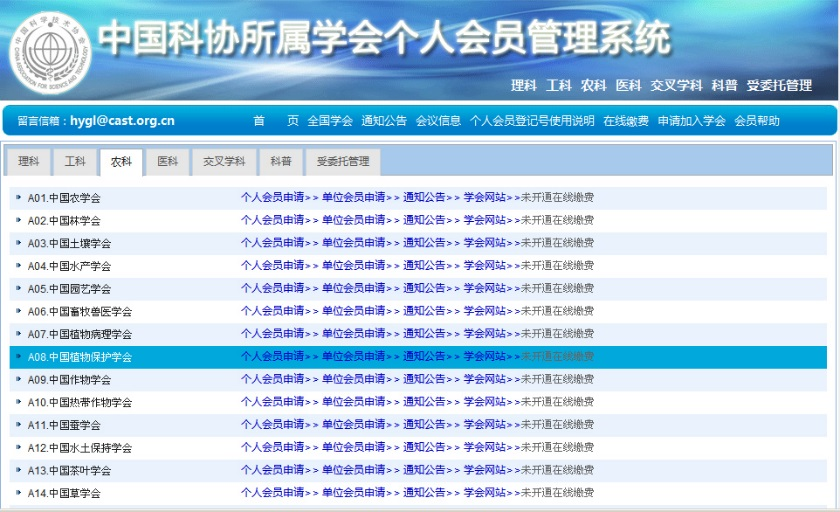 中国科协所属学会个人会员管理系统
理科 工科 农科 医科 交叉学科 科普 受委托管理
留言信箱：hygl@cast.org.cn 首 页 全国学会 通知公告 会议信息 个人会员登记号使用说明 在线缴费 申请加入学会 会员帮助
理科 工科 农科 医科 交叉学科 科普 受委托管理
A01.中国农学会 个人会员申请>> 单位会员申请>> 通知公告>> 学会网站>>未开通在线缴费
A02.中国林学会 个人会员申请>> 单位会员申请>> 通知公告>> 学会网站>>未开通在线缴费
A03.中国土壤学会 个人会员申请>> 单位会员申请>> 通知公告>> 学会网站>>未开通在线缴费
A04.中国水产学会 个人会员申请>> 单位会员申请>> 通知公告>> 学会网站>>未开通在线缴费
A05.中国园艺学会 个人会员申请>> 单位会员申请>> 通知公告>> 学会网站>>未开通在线缴费
A06.中国畜牧兽医学会 个人会员申请>> 单位会员申请>> 通知公告>> 学会网站>>未开通在线缴费
A07.中国植物病理学会 个人会员申请>> 单位会员申请>> 通知公告>> 学会网站>>未开通在线缴费
A08.中国植物保护学会 个人会员申请>> 单位会员申请>> 通知公告>> 学会网站>>未开通在线缴费
A09.中国作物学会 个人会员申请>> 单位会员申请>> 通知公告>> 学会网站>>未开通在线缴费
A10.中国热带作物学会 个人会员申请>> 单位会员申请>> 通知公告>> 学会网站>>未开通在线缴费
A11.中国蚕学会 个人会员申请>> 单位会员申请>> 通知公告>> 学会网站>>未开通在线缴费
A12.中国水土保持学会 个人会员申请>> 单位会员申请>> 通知公告>> 学会网站>>未开通在线缴费
A13.中国茶叶学会 个人会员申请>> 单位会员申请>> 通知公告>> 学会网站>>未开通在线缴费
A14.中国草学会 个人会员申请>> 单位会员申请>> 通知公告>> 学会网站>>未开通在线缴费